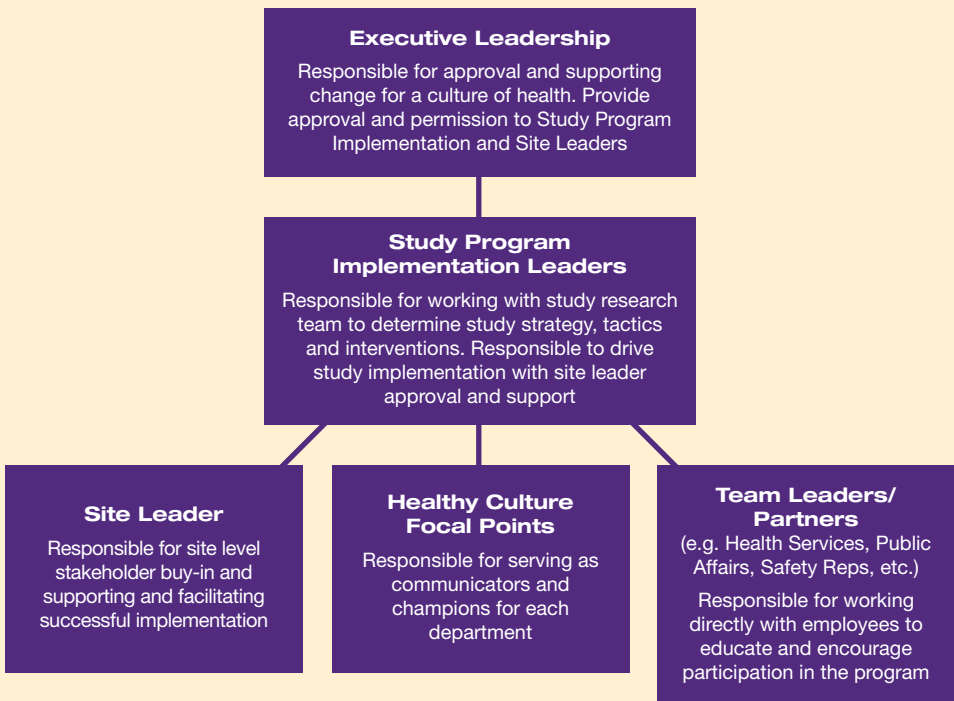 Executive Leadership
Responsible for approval and supporting
change for a culture of health. Provide
approval and permission to Study Program
Implementation and Site Leaders
Study Program
Implementation Leaders
Responsible for working with study research
team to determine study strategy, tactics
and interventions. Responsible to drive
study implementation with site leader
approval and support
Site Leader
Responsible for site level
stakeholder buy-in and
supporting and facilitating
successful implementation
Healthy Culture
Focal Points
Responsible for serving as
communicators and
champions for each
department
Team Leaders/
Partners
(e.g. Health Services, Public
Affairs, Safety Reps, etc.)
Responsible for working
directly with employees to
educate and encourage
participation in the program